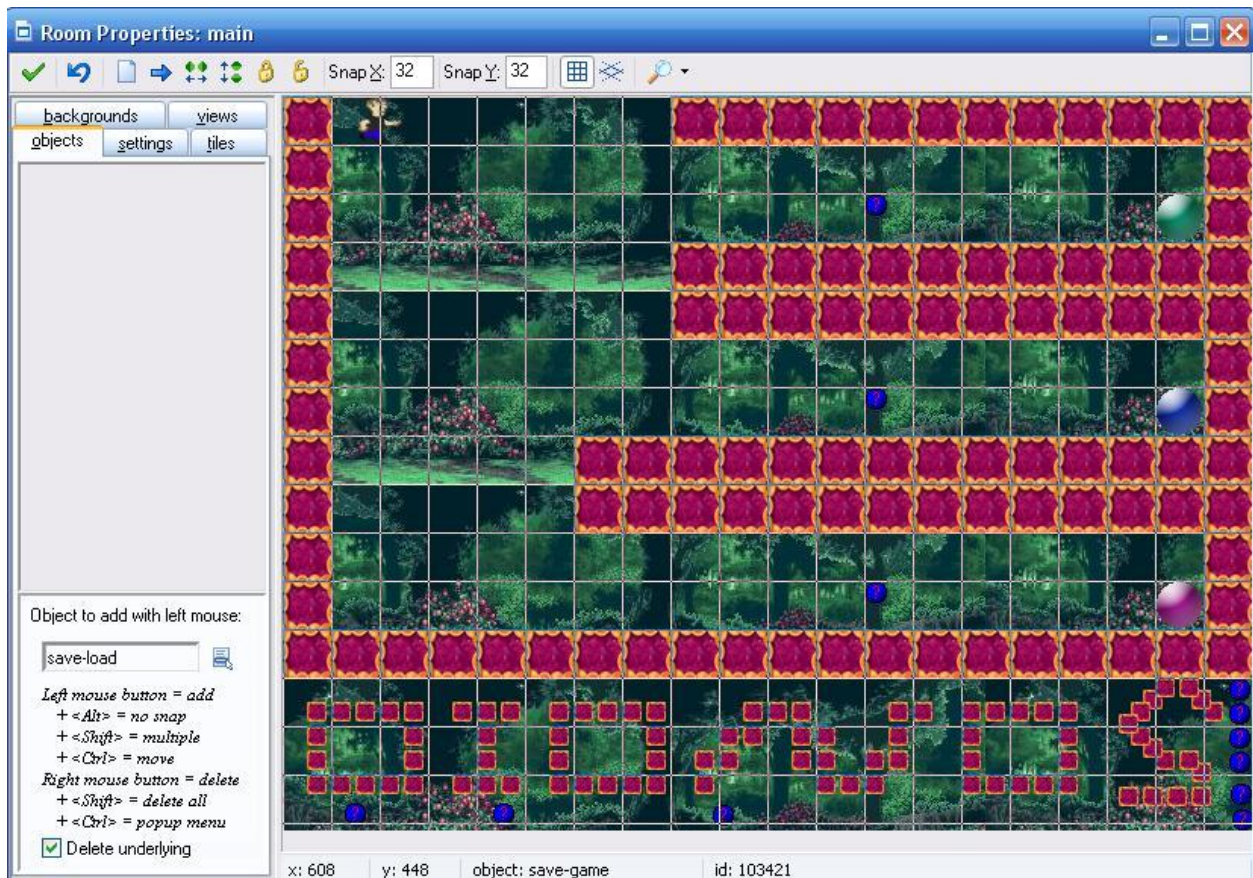 Room Properties: main
Snap X: 32 Snap Y: 32
backgrounds views
objects settings tiles
Object to add with left mouse:
save-load
Left mouse button = add
+ <Alt> = no snap
+ <Shift> = multiple
+ <Ctrl> = move
Right mouse button = delete
+ <Shift> = delete all
+ <Ctrl> = popup menu
Delete underlying
x: 608 y: 448 object: save-game id: 103421